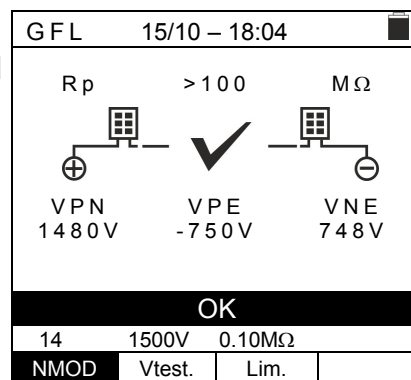 GFL 15/10 – 18:04
Rp >100 MΩ
VPN VPE VNE
1480V -750V 748V
OK
14 1500V 0.10MΩ
NMOD Vtest. Lim.